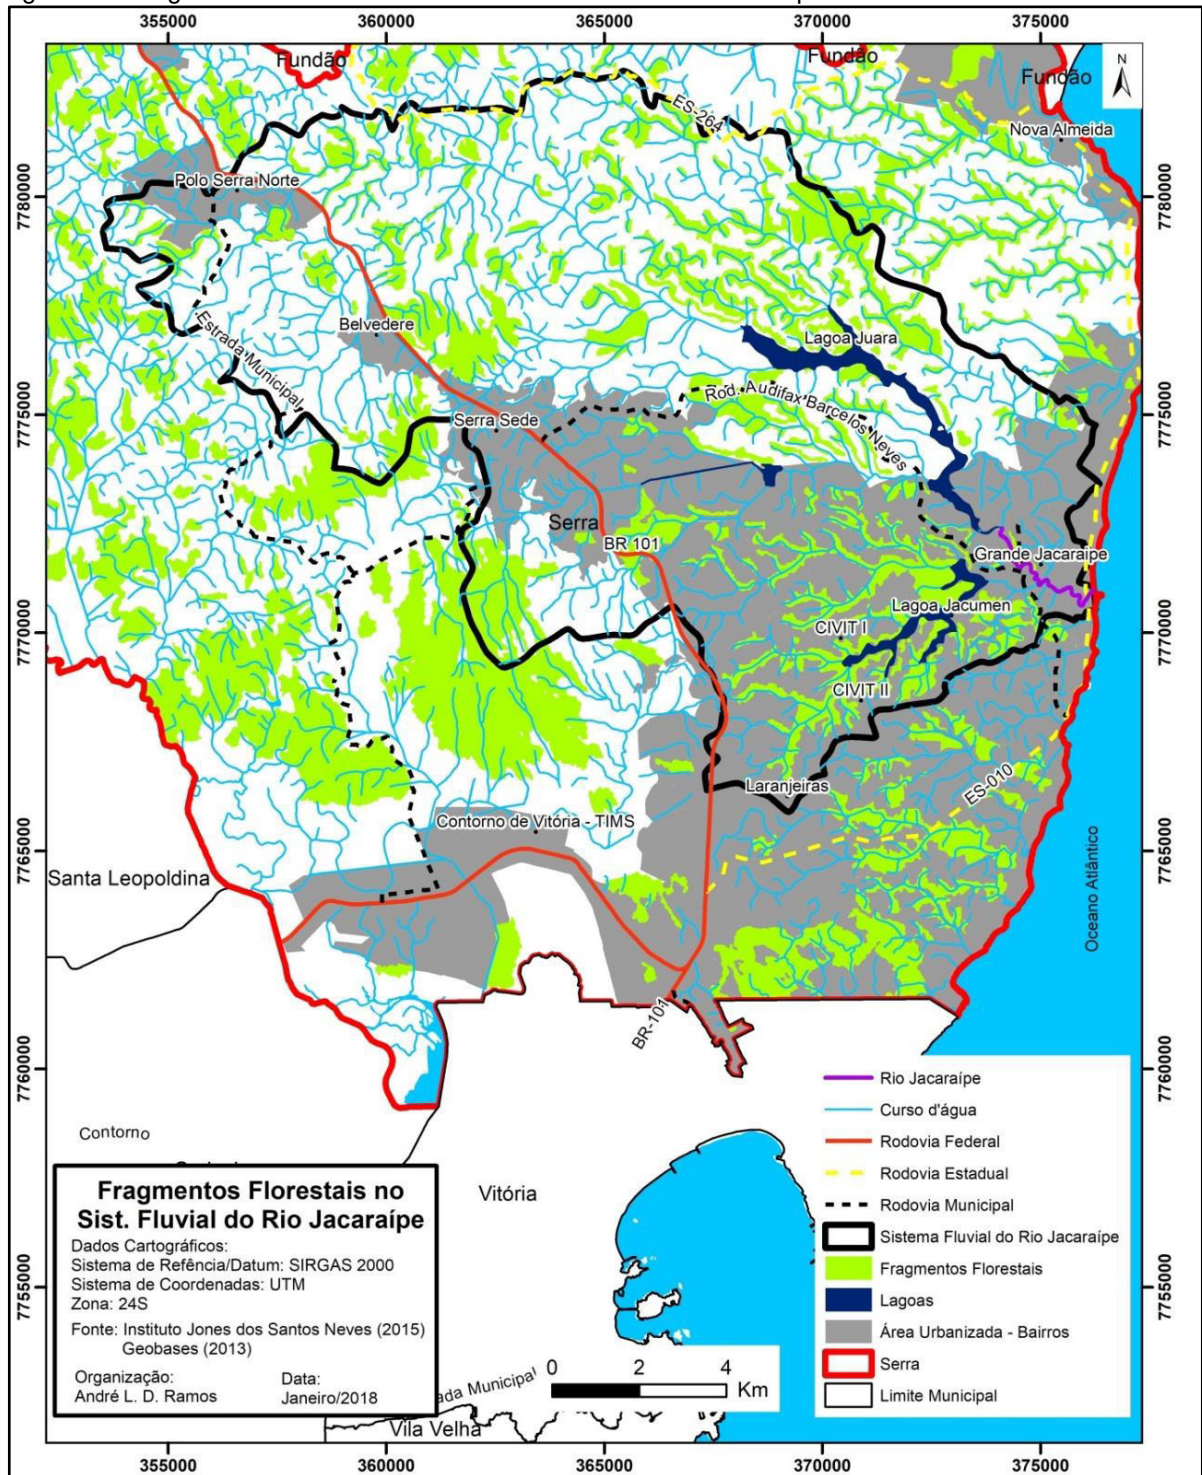 355000 360000 365000 370000 375000
Fundão Fundão Fundão
N
ES-264
Nova Almeida
Polo Serra Norte
7780000 7780000
Belvedere
Lagoa Juara
Estrada Municipal
Rod. Audifax Barcelos Neves
7775000 7775000
Serra Sede
Serra
BR 101
Grande Jacaraipe
Lagoa Jacumen
CIVIT I
7770000 7770000
CIVIT II
Laranjeiras
ES-010
Contorno de Vitória - TIMS
7765000 7765000
Santa Leopoldina
Oceano Atlântico
BR-101
7760000 7760000
Contorno
Vitória
Rio Jacaraípe
Curso d'água
Rodovia Federal
Rodovia Estadual
Rodovia Municipal
Sistema Fluvial do Rio Jacaraípe
Fragmentos Florestais
Lagoas
Área Urbanizada - Bairros
Serra
Limite Municipal
Fragmentos Florestais no
Sist. Fluvial do Rio Jacaraípe
Dados Cartográficos:
Sistema de Refência/Datum: SIRGAS 2000
Sistema de Coordenadas: UTM
Zona: 24S
Fonte: Instituto Jones dos Santos Neves (2015)
Geobases (2013)
Organização: Data:
André L. D. Ramos Janeiro/2018
7755000 7755000
0 2 4
Km
Municipal
Vila Velha
355000 360000 365000 370000 375000